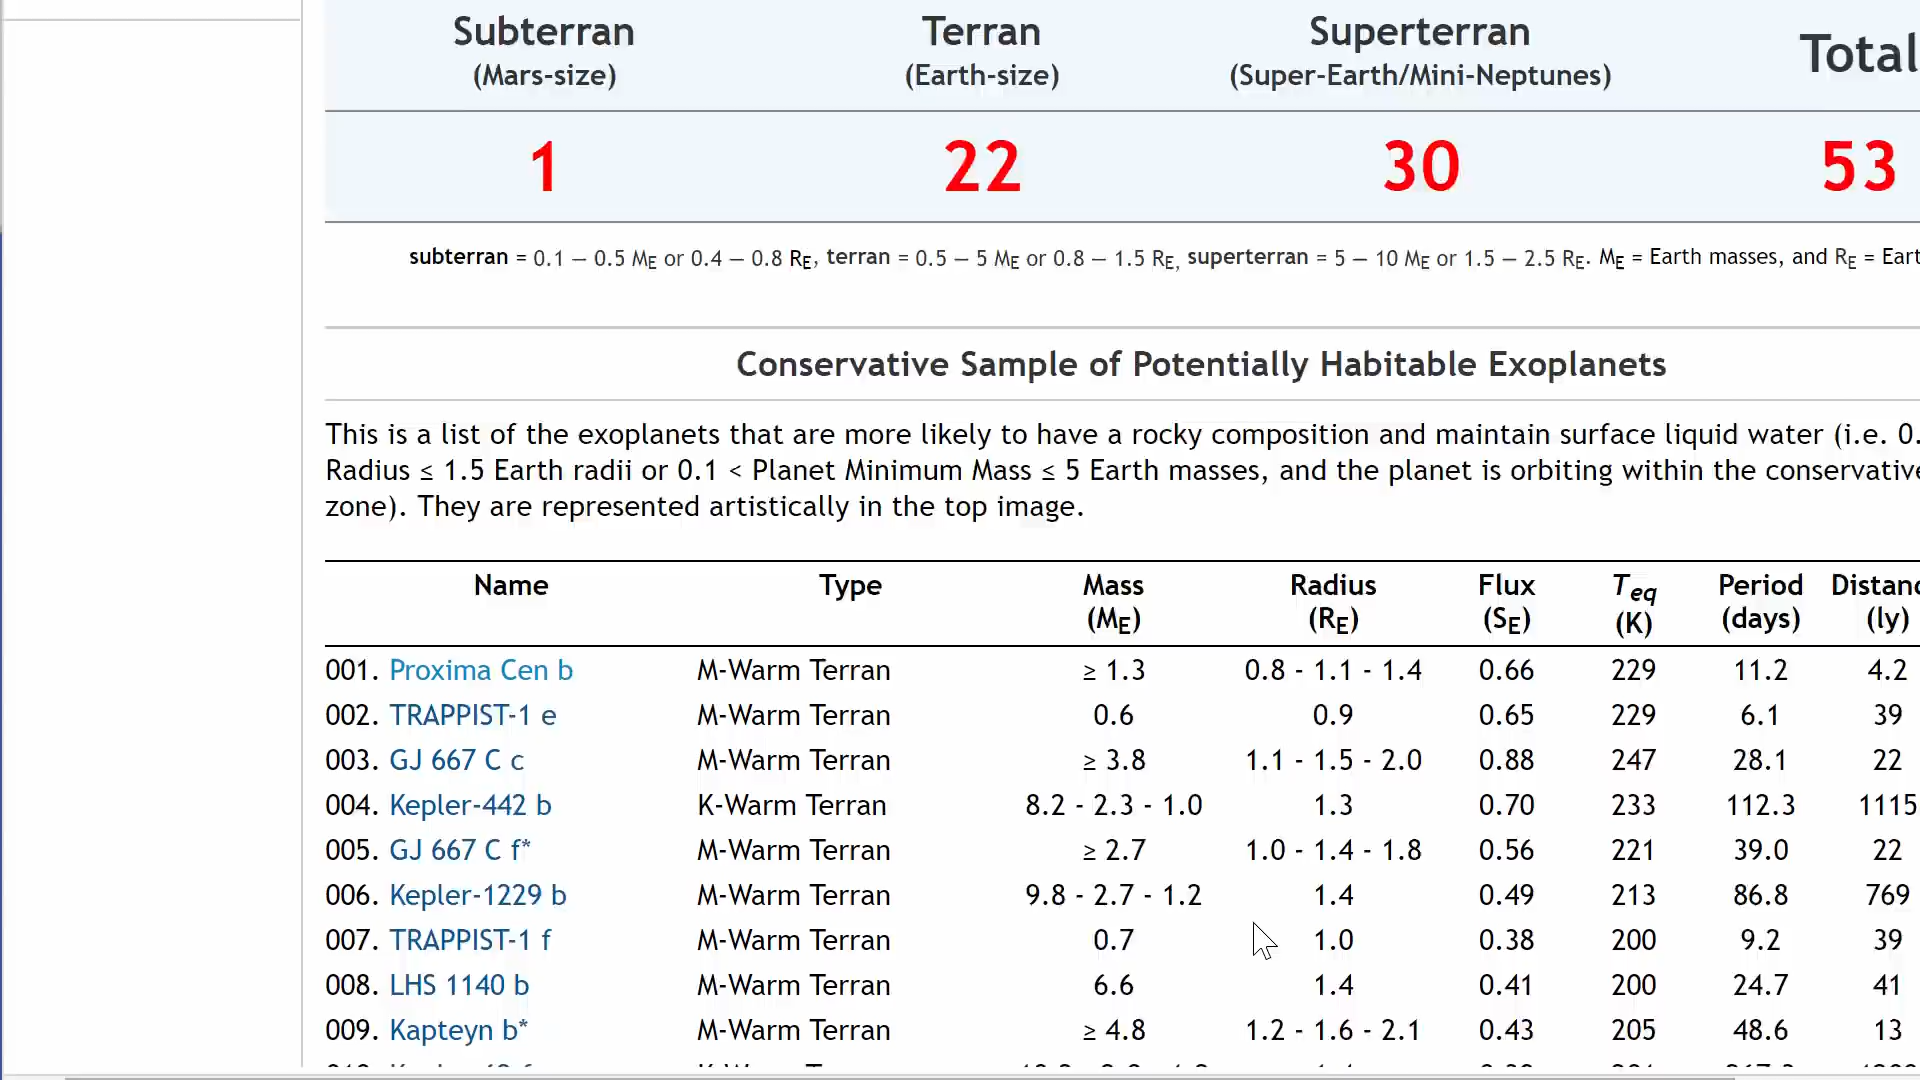 Subterran Terran Superterran Total
(Mars-size) (Earth-size) (Super-Earth/Mini-Neptunes)
1 22 30 53
subterran = 0.1 — 0.5 ME or 0.4 — 0.8 RE, terran = 0.5 — 5 ME or 0.8 — 1.5 RE, superterran = 5 — 10 ME or 1.5 — 2.5 RE. ME = Earth masses, and RE = Eart
Conservative Sample of Potentially Habitable Exoplanets
This is a list of the exoplanets that are more likely to have a rocky composition and maintain surface liquid water (i.e. 0.
Radius ≤ 1.5 Earth radii or 0.1 < Planet Minimum Mass ≤ 5 Earth masses, and the planet is orbiting within the conservative
zone). They are represented artistically in the top image.
Name Type Mass Radius Flux Teq Period Distanc
(ME) (RE) (SE) (K) (days) (ly)
001. Proxima Cen b M-Warm Terran ≥ 1.3 0.8 - 1.1 - 1.4 0.66 229 11.2 4.2
002. TRAPPIST-1 e M-Warm Terran 0.6 0.9 0.65 229 6.1 39
003. GJ 667 C c M-Warm Terran ≥ 3.8 1.1 - 1.5 - 2.0 0.88 247 28.1 22
004. Kepler-442 b K-Warm Terran 8.2 - 2.3 - 1.0 1.3 0.70 233 112.3 1115
005. GJ 667 C f* M-Warm Terran ≥ 2.7 1.0 - 1.4 - 1.8 0.56 221 39.0 22
006. Kepler-1229 b M-Warm Terran 9.8 - 2.7 - 1.2 1.4 0.49 213 86.8 769
007. TRAPPIST-1 f M-Warm Terran 0.7 1.0 0.38 200 9.2 39
008. LHS 1140 b M-Warm Terran 6.6 1.4 0.41 200 24.7 41
009. Kapteyn b* M-Warm Terran ≥ 4.8 1.2 - 1.6 - 2.1 0.43 205 48.6 13